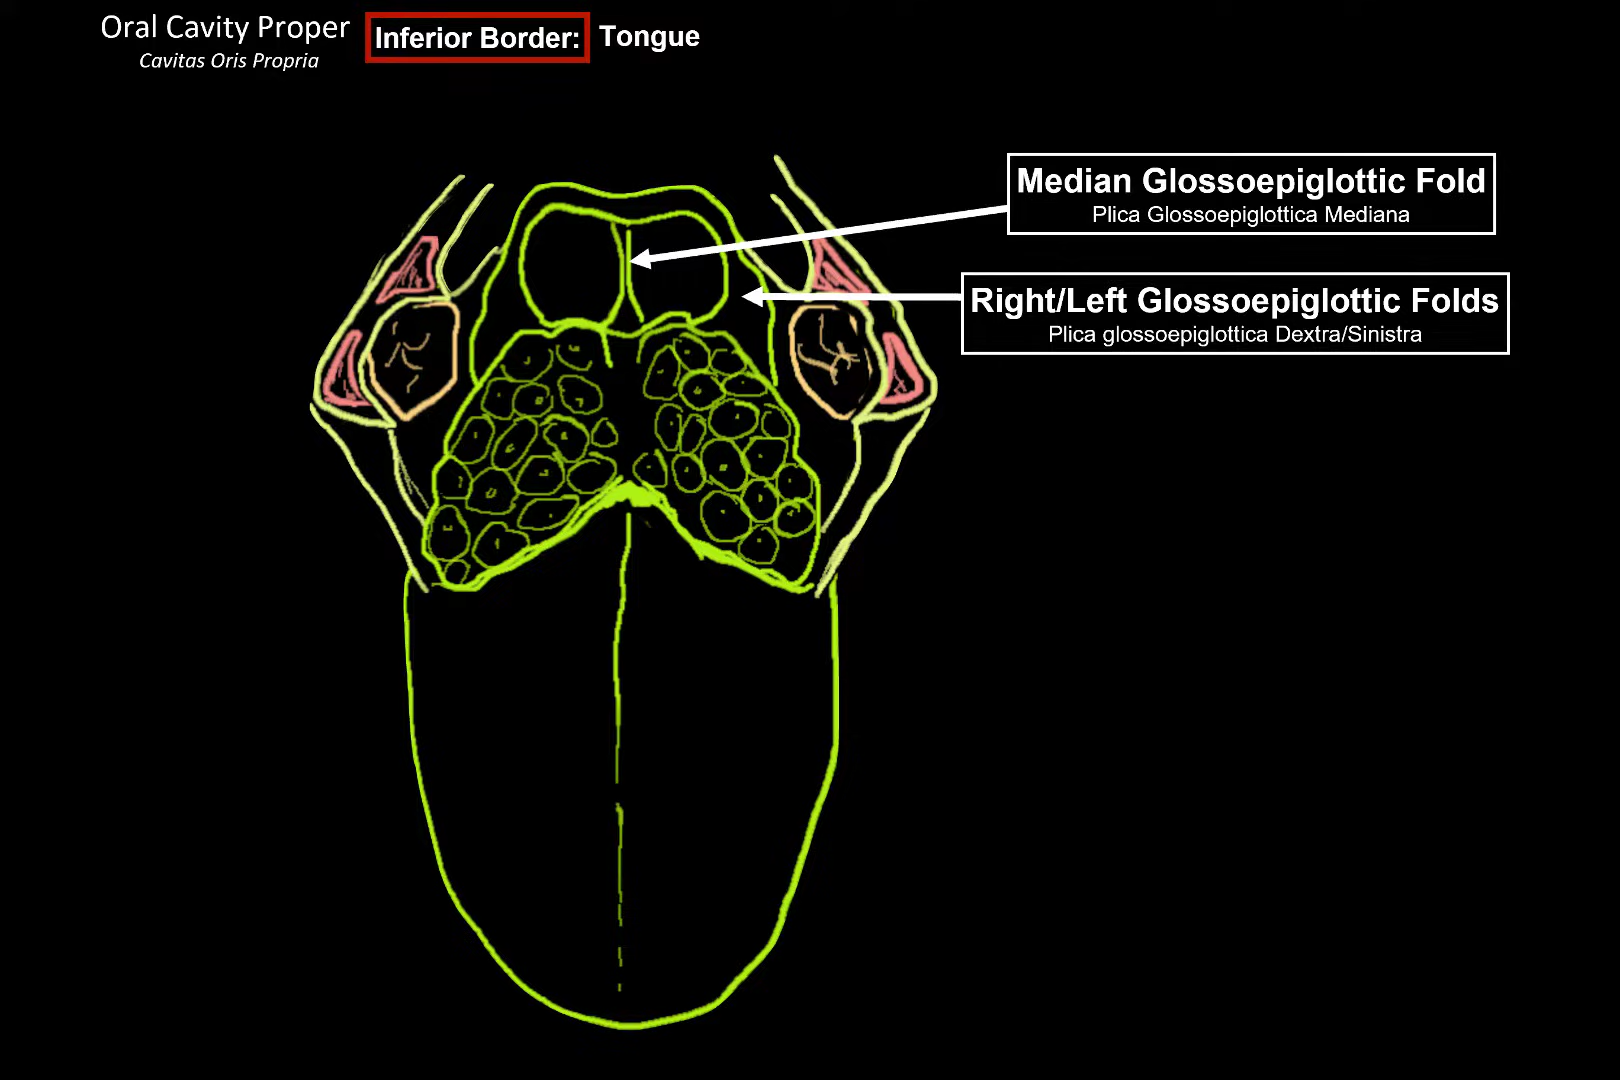 Oral Cavity Proper
Cavitas Oris Propria
Inferior Border: Tongue
Median Glossoepiglottic Fold
Plica Glossoepiglottica Mediana
Right/Left Glossoepiglottic Folds
Plica glossoepiglottica Dextra/Sinistra